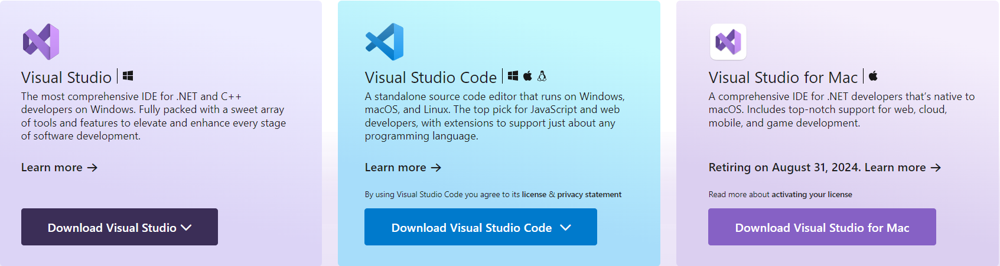 Visual Studio
The most comprehensive IDE for .NET and C++
developers on Windows. Fully packed with a sweet array
of tools and features to elevate and enhance every stage
of software development.
Learn more →
Download Visual Studio
Visual Studio Code
A standalone source code editor that runs on Windows,
macOS, and Linux. The top pick for JavaScript and web
developers, with extensions to support just about any
programming language.
Learn more →
By using Visual Studio Code you agree to its license & privacy statement
Download Visual Studio Code
Visual Studio for Mac
A comprehensive IDE for .NET developers that’s native to
macOS. Includes top-notch support for web, cloud,
mobile, and game development.
Retiring on August 31, 2024. Learn more →
Read more about activating your license
Download Visual Studio for Mac